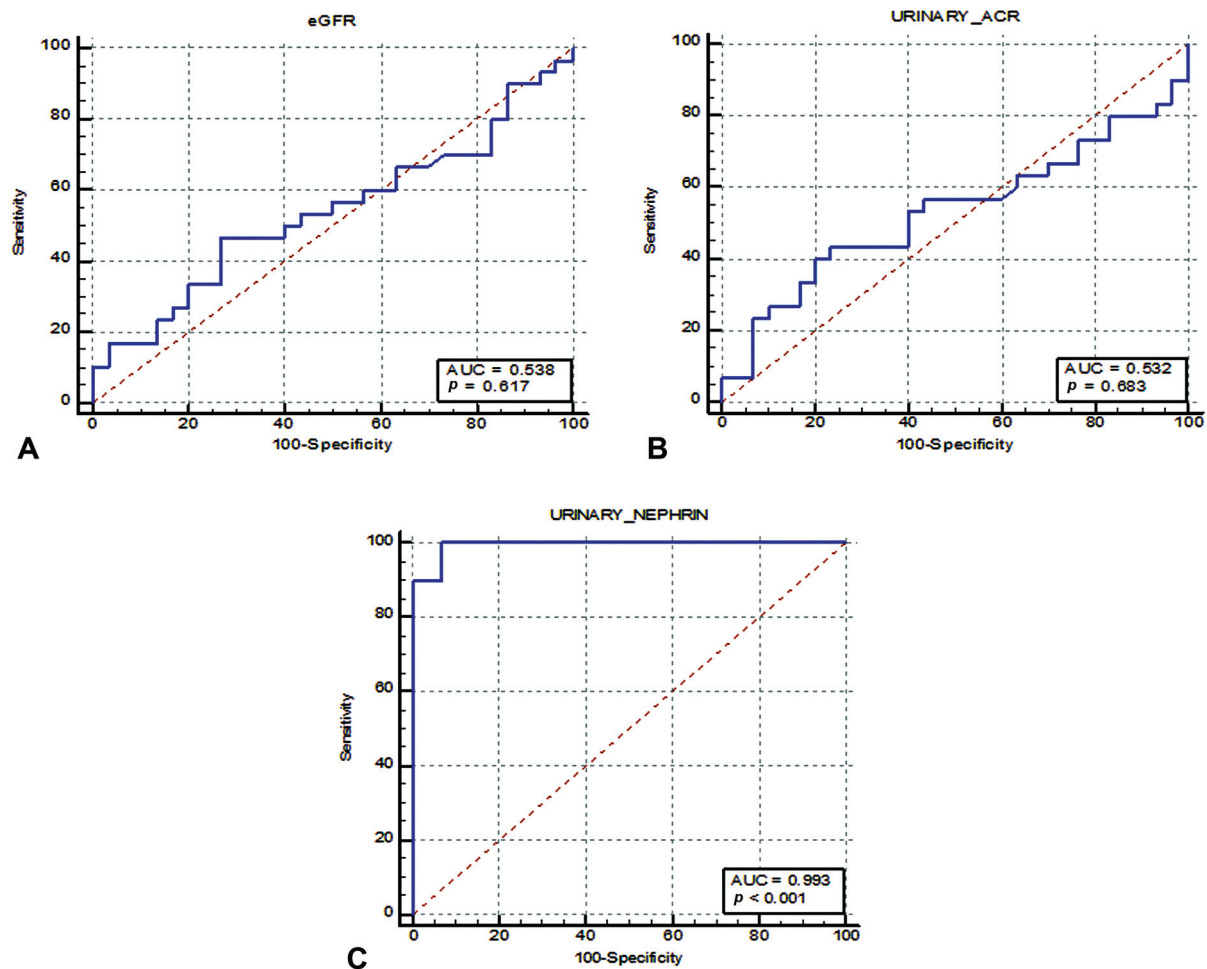 eGFR
100
80
60
40
20
0
Sensitivity
AUC = 0.538
p = 0.617
0 20 40 60 80 100
100-Specificity
A
URINARY_ACR
100
80
60
40
20
0
Sensitivity
AUC = 0.532
p = 0.683
0 20 40 60 80 100
100-Specificity
B
URINARY_NEPHRIN
100
80
60
40
20
0
Sensitivity
AUC = 0.993
p < 0.001
0 20 40 60 80 100
100-Specificity
C